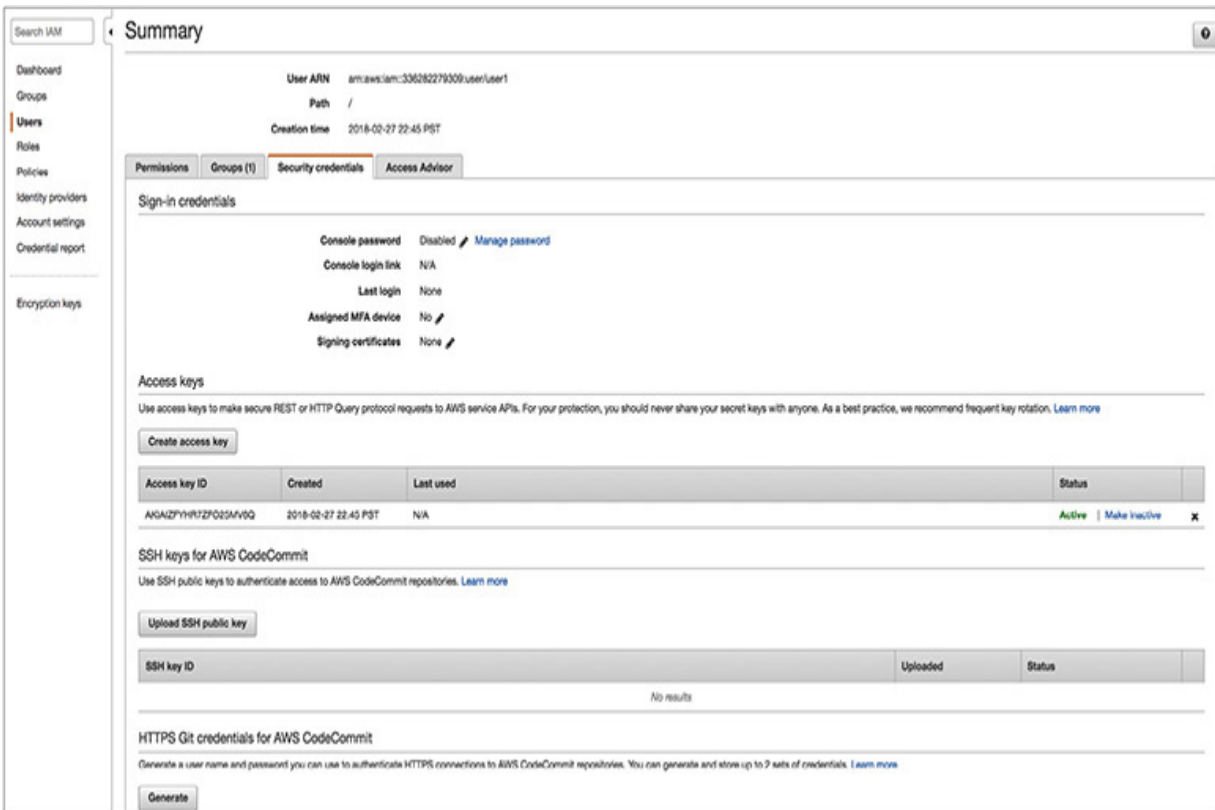 Search IAM
Summary
Dashboard
Groups
Users
Roles
Policies
Identity providers
Account settings
Credential report
Encryption keys
User ARN arn:aws:iam::336282279309:user/user1
Path /
Creation time 2018-02-27 22:45 PST
Permissions Groups (1) Security credentials Access Advisor
Sign-in credentials
Console password Disabled Manage password
Console login link N/A
Last login None
Assigned MFA device No
Signing certificates None
Access keys
Use access keys to make secure REST or HTTP Query protocol requests to AWS service APIs. For your protection, you should never share your secret keys with anyone. As a best practice, we recommend frequent key rotation. Learn more
Create access key
Access key ID Created Last used Status
2018-02-27 22:45 PST N/A Active | Make inactive
SSH keys for AWS CodeCommit
Use SSH public keys to authenticate access to AWS CodeCommit repositories. Learn more
Upload SSH public key
SSH key ID Uploaded Status
No results
HTTPS Git credentials for AWS CodeCommit
Generate a user name and password you can use to authenticate HTTPS connections to AWS CodeCommit repositories. You can generate and store up to 2 sets of credentials. Learn more
Generate